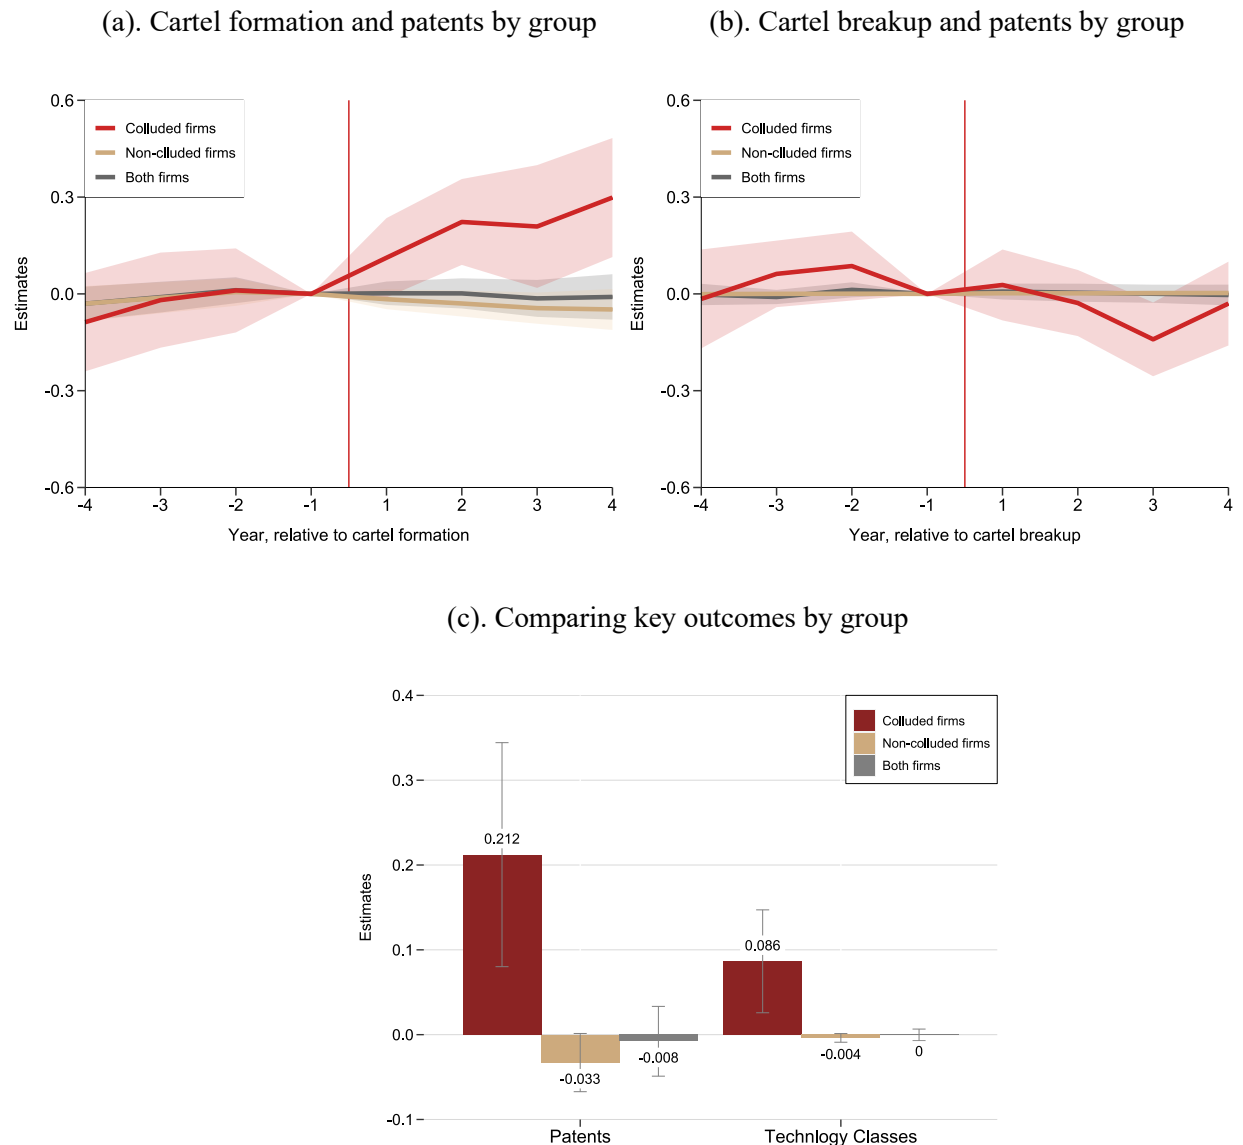 (a). Cartel formation and patents by group
(b). Cartel breakup and patents by group
0.6
0.3
0.0
-0.3
-0.6
Estimates
Colluded firms
Non-clluded firms
Both firms
-4 -3 -2 -1 1 2 3 4
Year, relative to cartel formation
0.6
0.3
0.0
-0.3
-0.6
Estimates
Colluded firms
Non-clluded firms
Both firms
-4 -3 -2 -1 1 2 3 4
Year, relative to cartel breakup
(c). Comparing key outcomes by group
0.4
0.3
0.2
0.1
0.0
-0.1
Estimates
Colluded firms
Non-colluded firms
Both firms
0.212
-0.033
-0.008
0.086
-0.004
0
Patents
Technlogy Classes